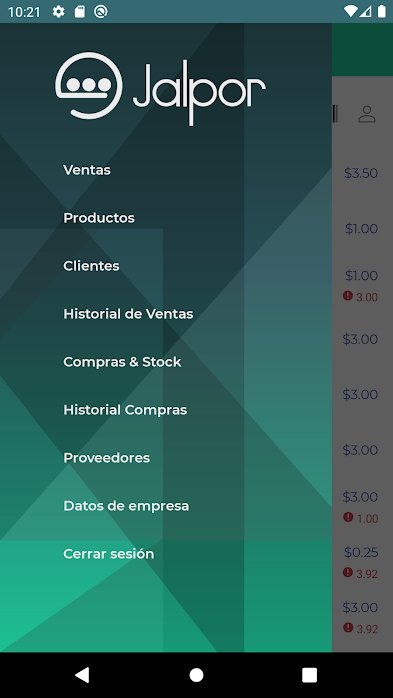 10:21
Jalpor
Ventas
$3.50
Productos
$1.00
Clientes
$1.00
3.00
Historial de Ventas
$3.00
Compras & Stock
$3.00
Historial Compras
Proveedores
$3.00
$3.00
Datos de empresa
1.00
Cerrar sesión
$0.25
3.92
$3.00
3.92